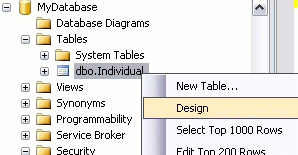 MyDatabase
Database Diagrams
Tables
System Tables
dbo.Individual
Views
Synonyms
Programmability
Service Broker
Security
New Table...
Design
Select Top 1000 Rows
Edit Top 200 Rows